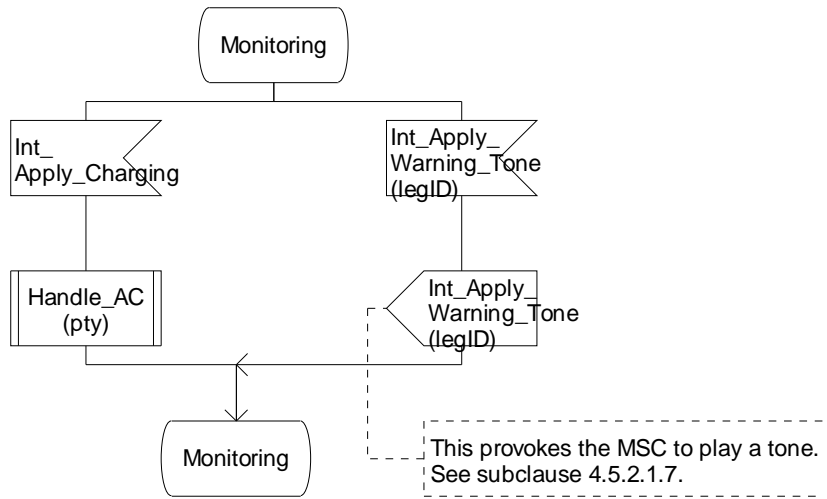 Monitoring
Int_
Apply_Charging
Int_Apply_
Warning_Tone
(legID)
Handle_AC
(pty)
Int_Apply_
Warning_Tone
(legID)
Monitoring
This provokes the MSC to play a tone.
See subclause 4.5.2.1.7.